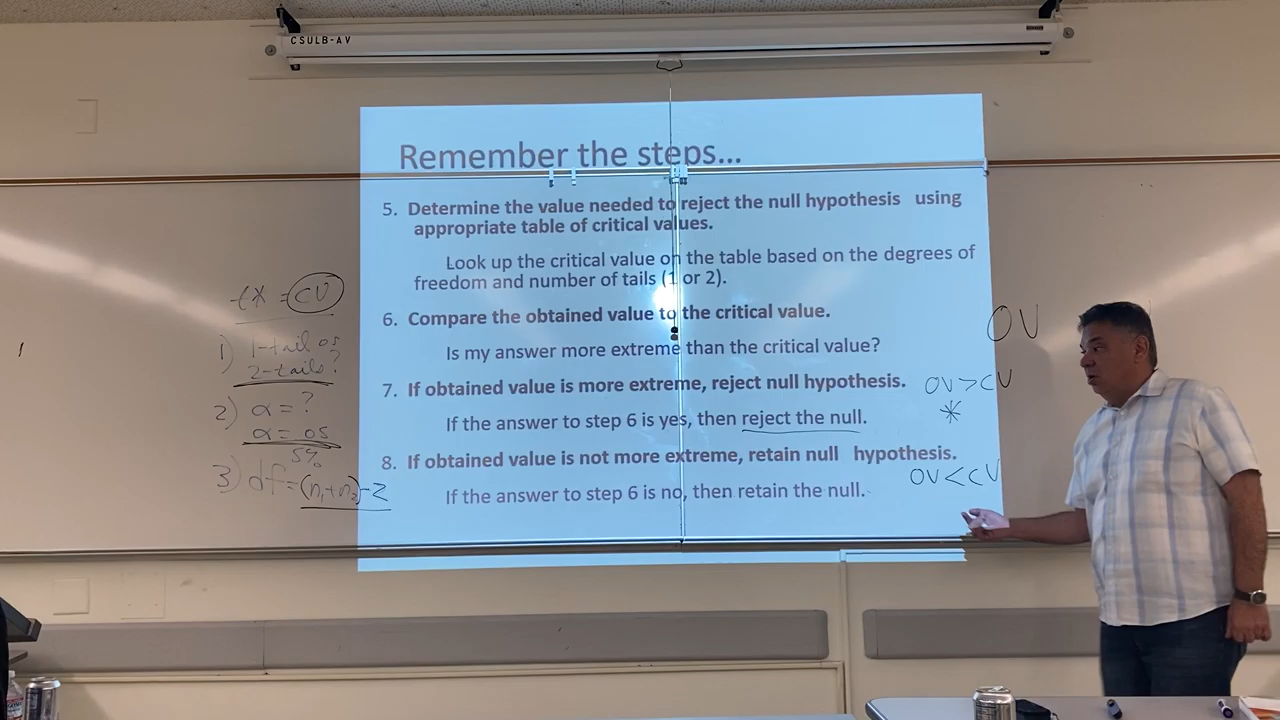 CSULB-AV
Remember the steps...
5. Determine the value needed to reject the null hypothesis using
appropriate table of critical values.
Look up the critical value on the table based on the degrees of
freedom and number of tails (1 or 2).
6. Compare the obtained value to the critical value.
Is my answer more extreme than the critical value?
7. If obtained value is more extreme, reject null hypothesis.
If the answer to step 6 is yes, then reject the null.
8. If obtained value is not more extreme, retain null hypothesis.
If the answer to step 6 is no, then retain the null.
t* = CV
1) 1-tail or
2-tails?
2) α = ?
α = 05
5%
3) df = (n₁+n₂)-2
OV
OV>CV
*
OV<CV